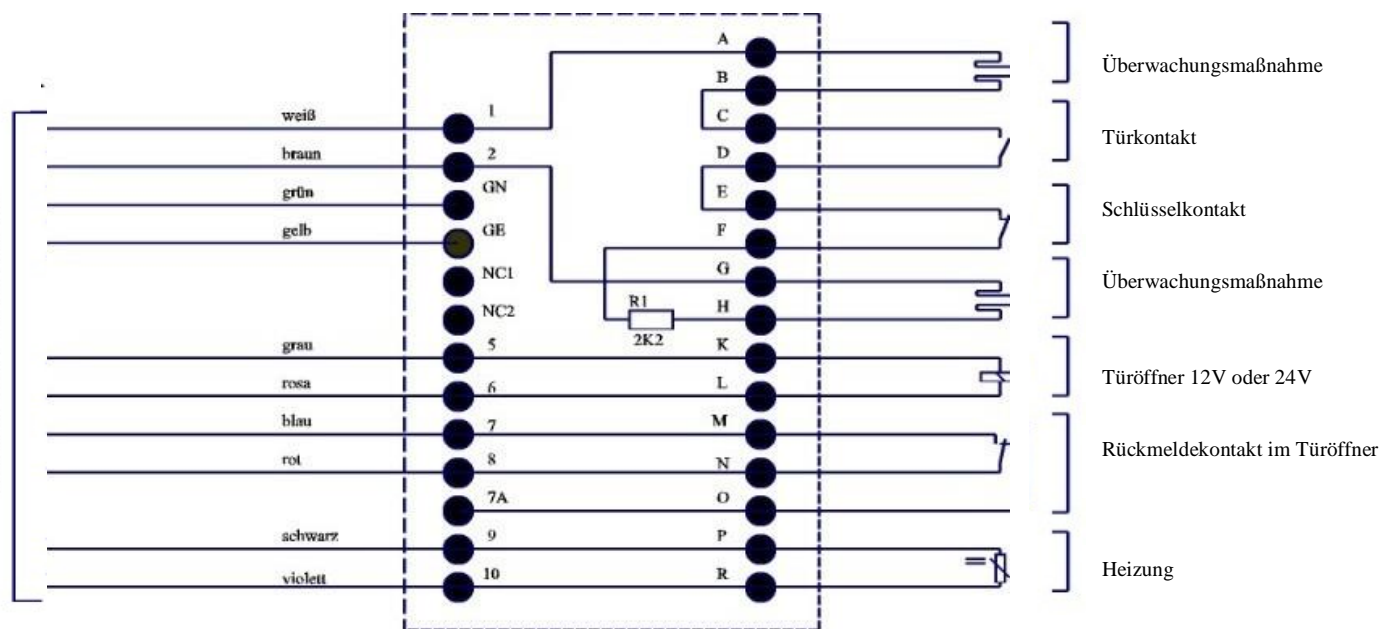 A
Überwachungsmaßnahme
B
weiß
1
C
Türkontakt
braun
2
D
grün
GN
E
Schlüsselkontakt
gelb
GE
F
NC1
G
Überwachungsmaßnahme
NC2
R1
H
2K2
grau
5
K
rosa
6
L
Türöffner 12V oder 24V
blau
7
M
Rückmeldekontakt im Türöffner
rot
8
N
7A
O
schwarz
9
P
Heizung
violett
10
R